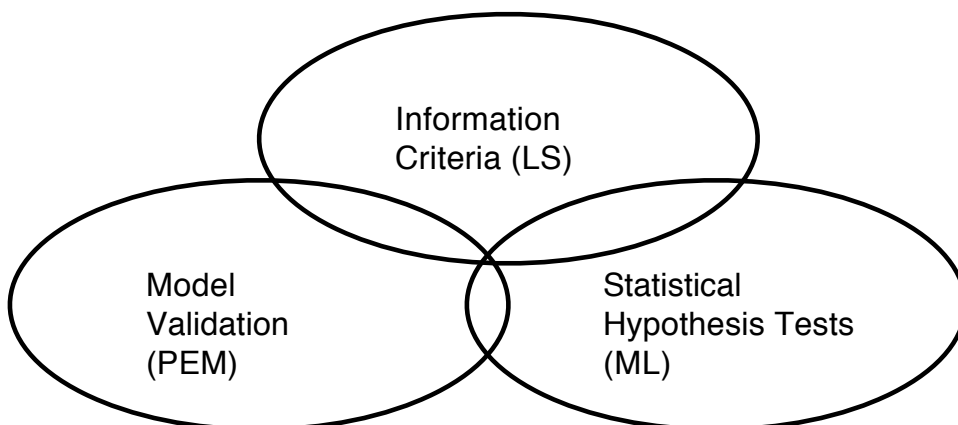 Information
Criteria (LS)
Model
Validation
(PEM)
Statistical
Hypothesis Tests
(ML)